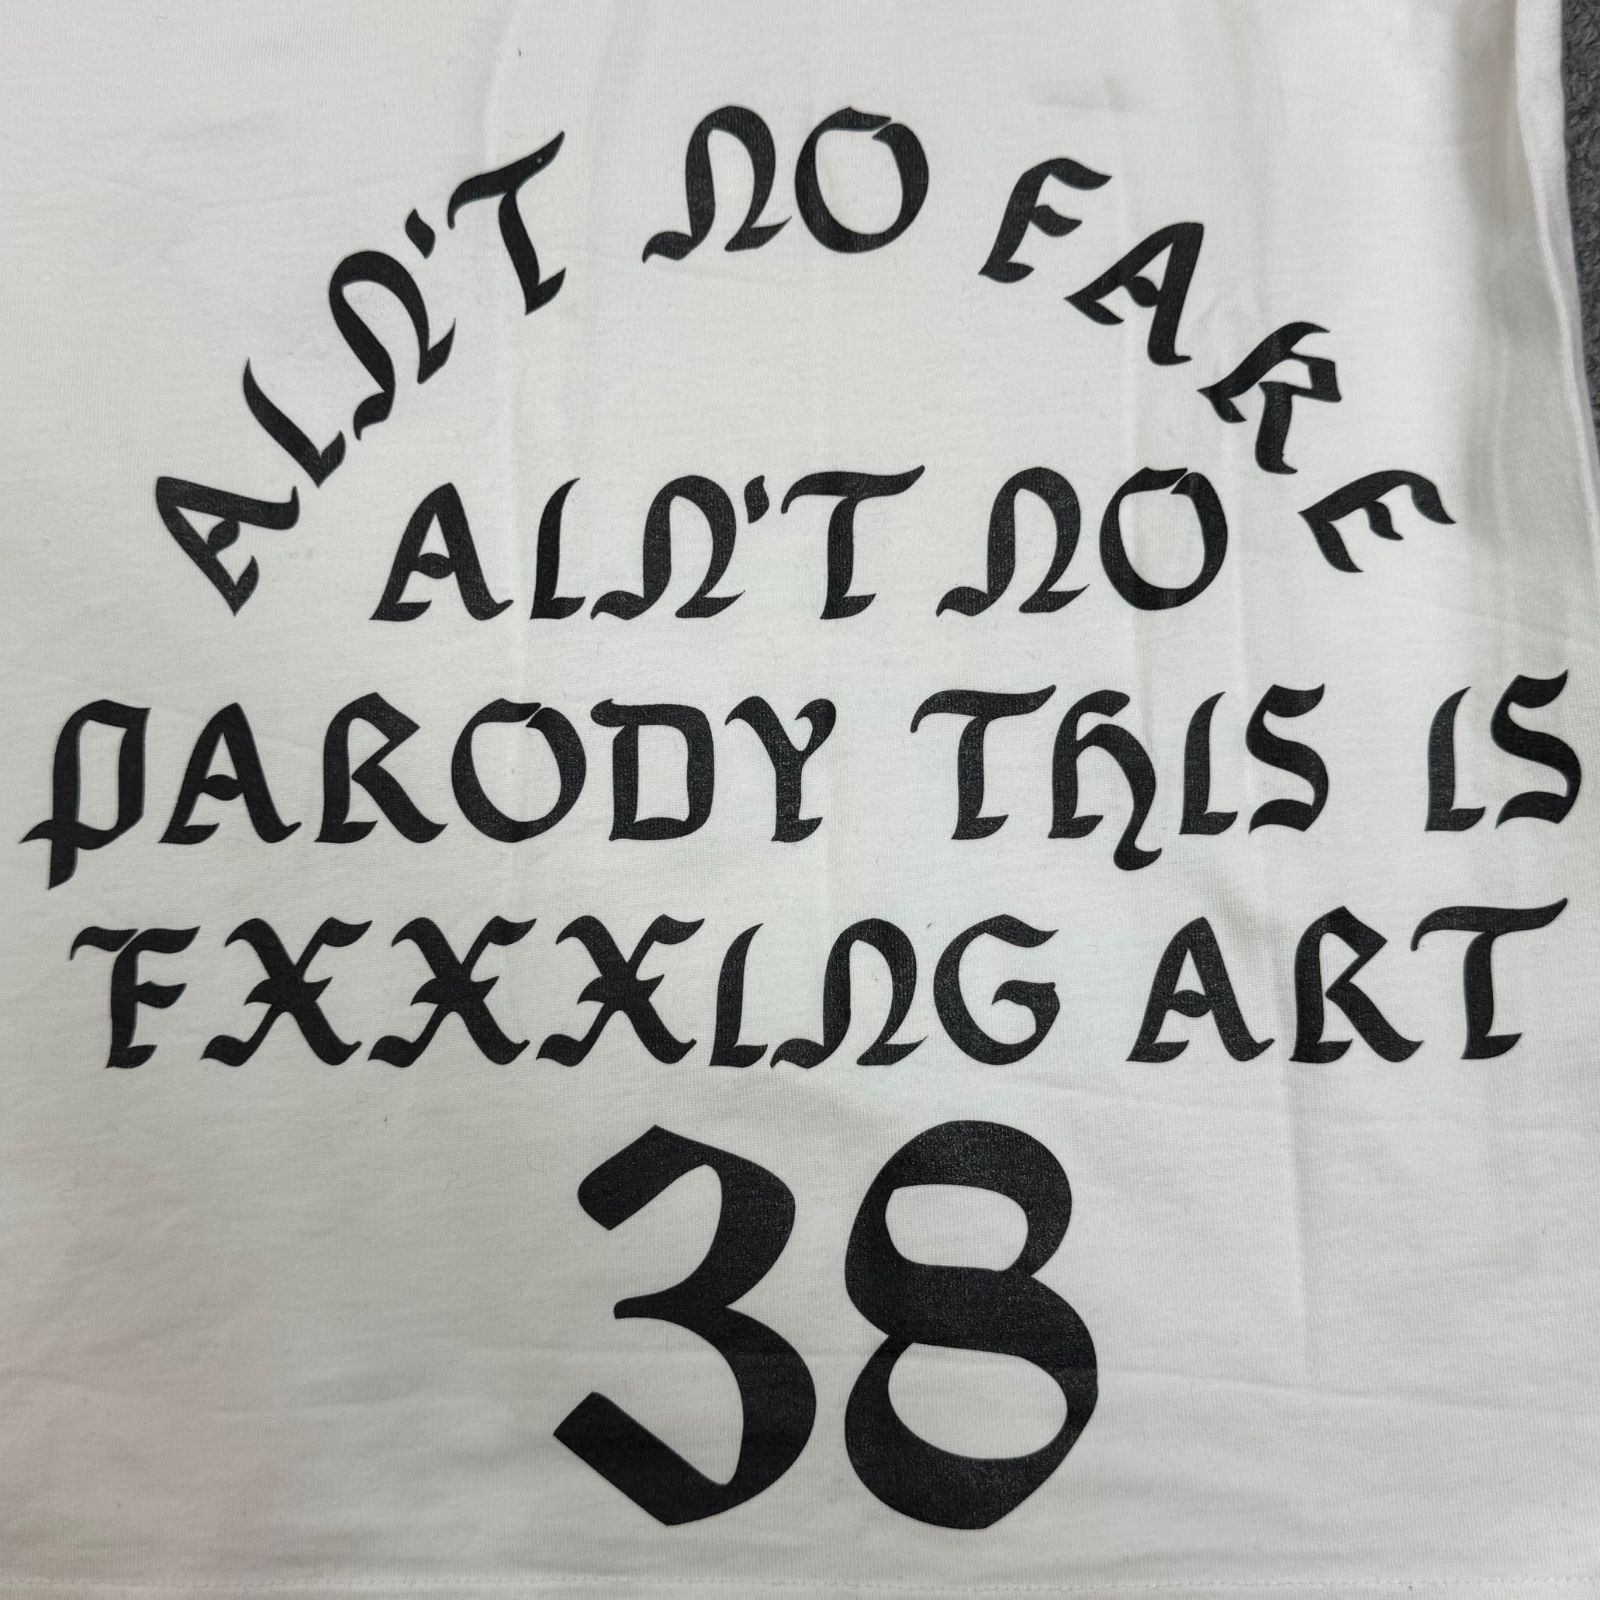 AIN'T NO FAKE
AIN'T NO
PARODY THIS IS
FXXXING ART
38